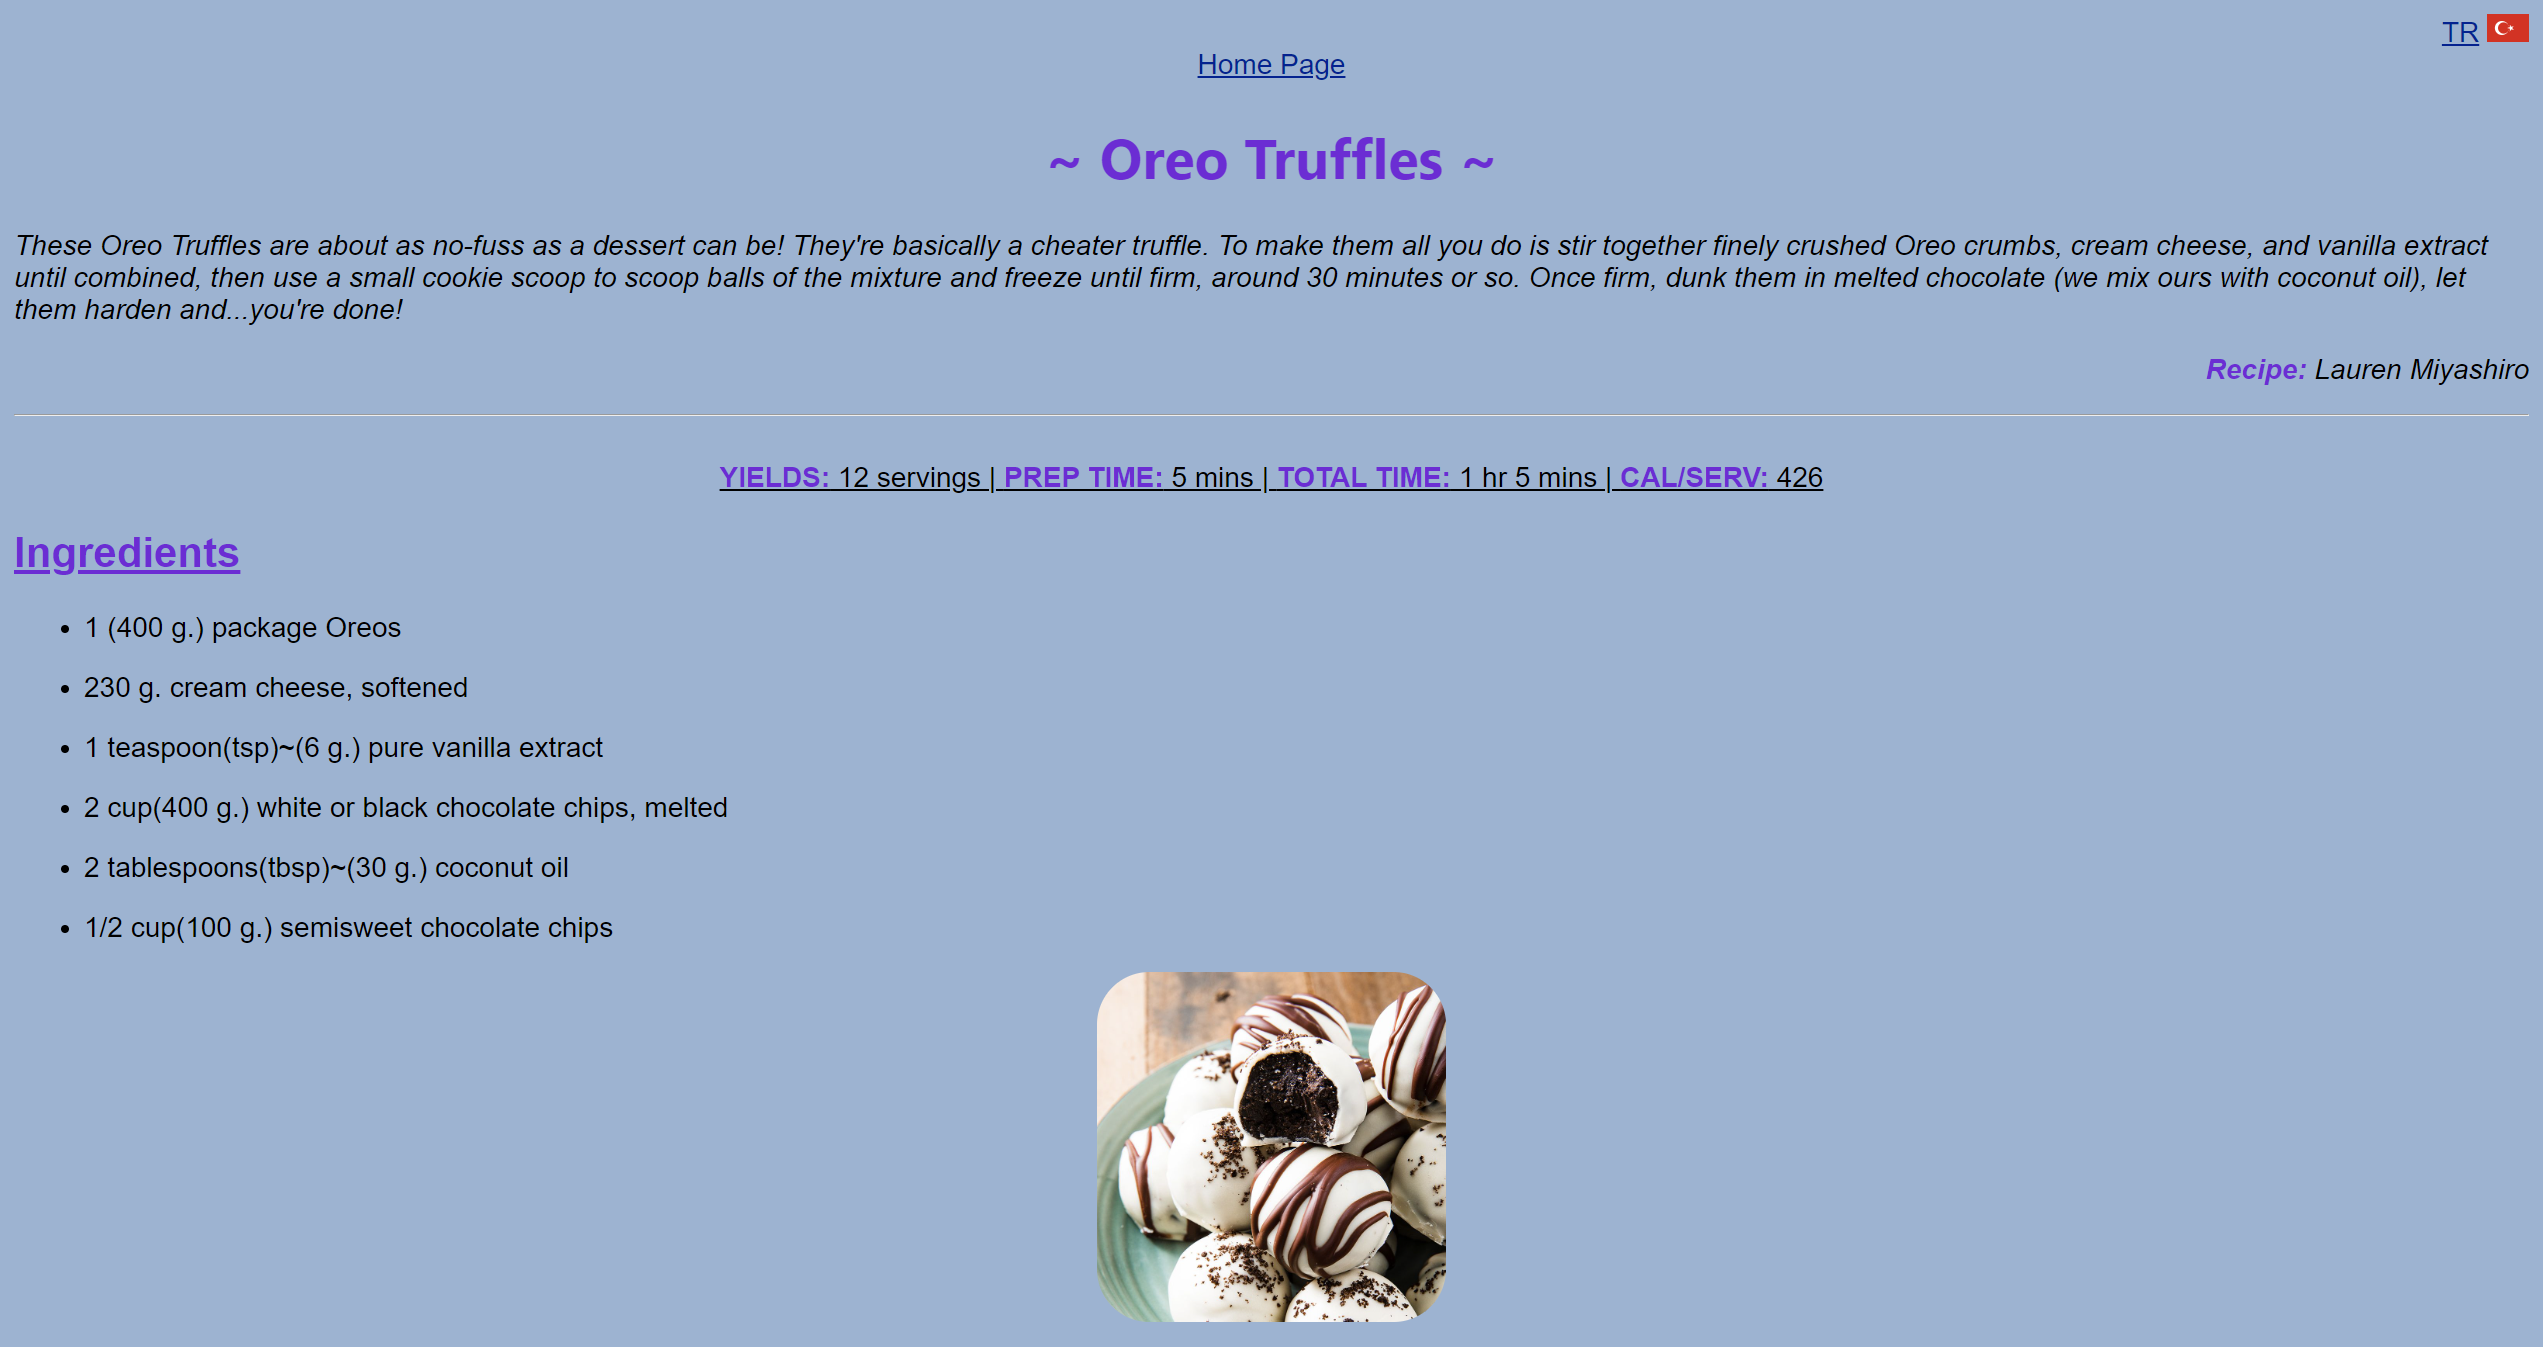 TR
Home Page
~ Oreo Truffles ~
These Oreo Truffles are about as no-fuss as a dessert can be! They're basically a cheater truffle. To make them all you do is stir together finely crushed Oreo crumbs, cream cheese, and vanilla extract
until combined, then use a small cookie scoop to scoop balls of the mixture and freeze until firm, around 30 minutes or so. Once firm, dunk them in melted chocolate (we mix ours with coconut oil), let
them harden and...you're done!
Recipe: Lauren Miyashiro
YIELDS: 12 servings | PREP TIME: 5 mins | TOTAL TIME: 1 hr 5 mins | CAL/SERV: 426
Ingredients
• 1 (400 g.) package Oreos
• 230 g. cream cheese, softened
• 1 teaspoon(tsp)~(6 g.) pure vanilla extract
• 2 cup(400 g.) white or black chocolate chips, melted
• 2 tablespoons(tbsp)~(30 g.) coconut oil
• 1/2 cup(100 g.) semisweet chocolate chips